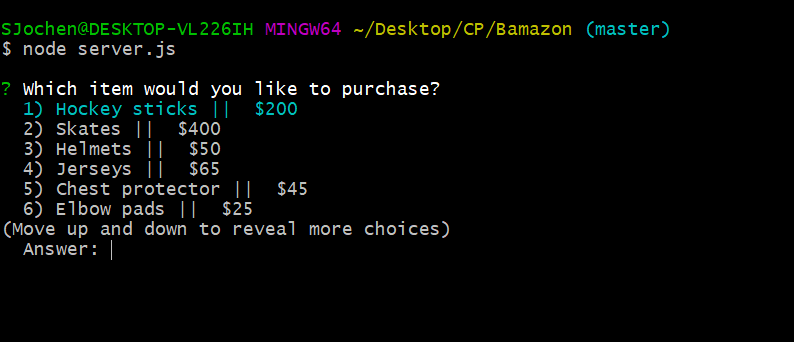 SJochen@DESKTOP-VL226IH MINGW64 ~/Desktop/CP/Bamazon (master)
$ node server.js
? Which item would you like to purchase?
1) Hockey sticks ||  $200
2) Skates ||  $400
3) Helmets ||  $50
4) Jerseys ||  $65
5) Chest protector ||  $45
6) Elbow pads ||  $25
(Move up and down to reveal more choices)
Answer: